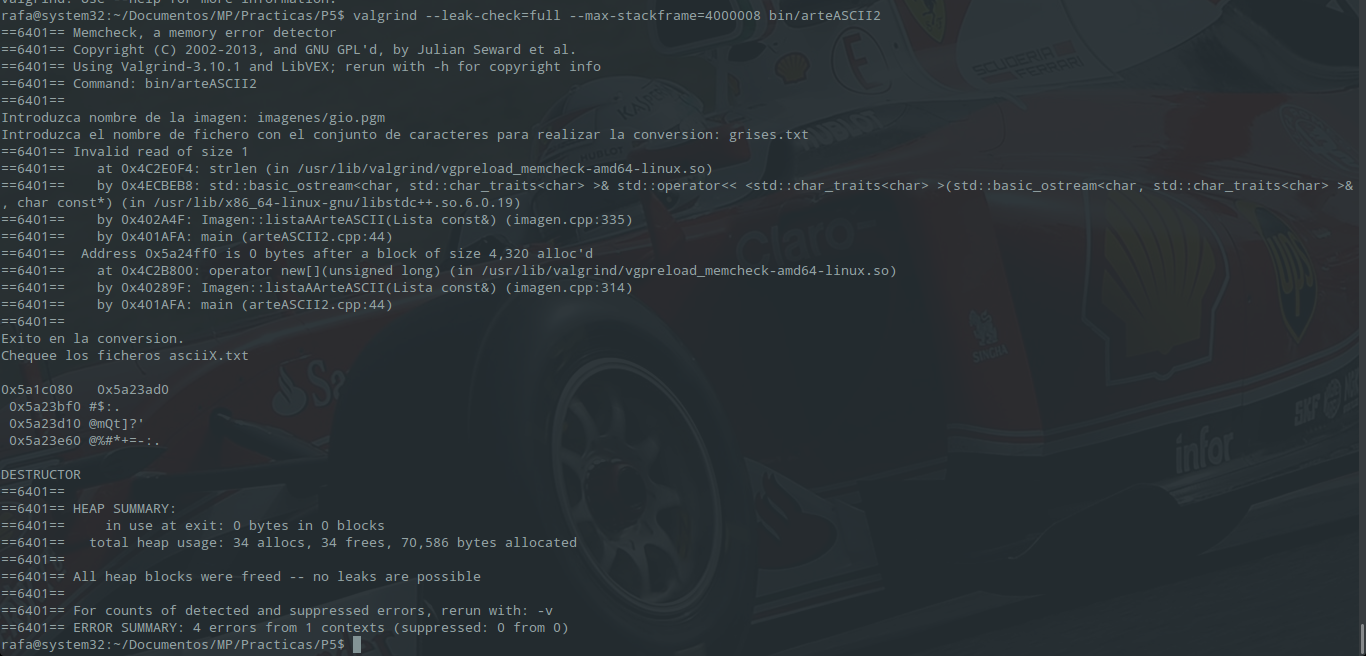 valgrind: Use --help for more information.
rafa@system32:~/Documentos/MP/Practicas/P5$ valgrind --leak-check=full --max-stackframe=4000008 bin/arteASCII2
==6401== Memcheck, a memory error detector
==6401== Copyright (C) 2002-2013, and GNU GPL'd, by Julian Seward et al.
==6401== Using Valgrind-3.10.1 and LibVEX; rerun with -h for copyright info
==6401== Command: bin/arteASCII2
==6401==
Introduzca nombre de la imagen: imagenes/gio.pgm
Introduzca el nombre de fichero con el conjunto de caracteres para realizar la conversion: grises.txt
==6401== Invalid read of size 1
==6401==    at 0x4C2E0F4: strlen (in /usr/lib/valgrind/vgpreload_memcheck-amd64-linux.so)
==6401==    by 0x4ECBEB8: std::basic_ostream<char, std::char_traits<char> >& std::operator<< <std::char_traits<char> >(std::basic_ostream<char, std::char_traits<char> >&
, char const*) (in /usr/lib/x86_64-linux-gnu/libstdc++.so.6.0.19)
==6401==    by 0x402A4F: Imagen::listaAArteASCII(Lista const&) (imagen.cpp:335)
==6401==    by 0x401AFA: main (arteASCII2.cpp:44)
==6401==  Address 0x5a24ff0 is 0 bytes after a block of size 4,320 alloc'd
==6401==    at 0x4C2B800: operator new[](unsigned long) (in /usr/lib/valgrind/vgpreload_memcheck-amd64-linux.so)
==6401==    by 0x40289F: Imagen::listaAArteASCII(Lista const&) (imagen.cpp:314)
==6401==    by 0x401AFA: main (arteASCII2.cpp:44)
==6401==
Exito en la conversion.
Chequee los ficheros asciiX.txt
0x5a1c080   0x5a23ad0
 0x5a23bf0 #$:.
 0x5a23d10 @mQt]?'
 0x5a23e60 @%#*+=-:.
DESTRUCTOR
==6401==
==6401== HEAP SUMMARY:
==6401==     in use at exit: 0 bytes in 0 blocks
==6401==   total heap usage: 34 allocs, 34 frees, 70,586 bytes allocated
==6401==
==6401== All heap blocks were freed -- no leaks are possible
==6401==
==6401== For counts of detected and suppressed errors, rerun with: -v
==6401== ERROR SUMMARY: 4 errors from 1 contexts (suppressed: 0 from 0)
rafa@system32:~/Documentos/MP/Practicas/P5$
SCUDERIA
FERRARI
Claro
infor
SKF